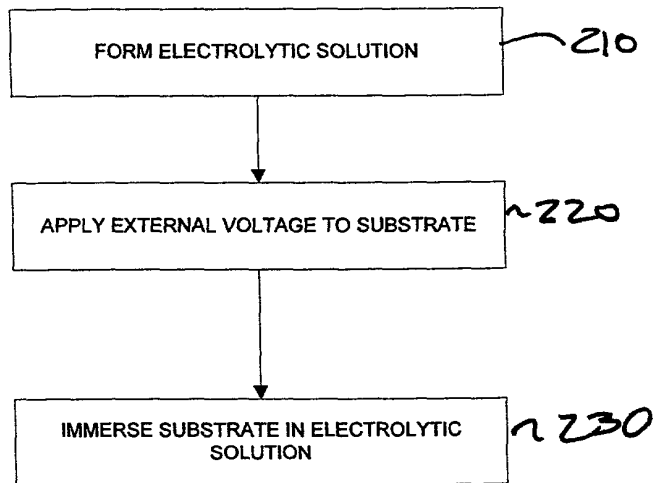 FORM ELECTROLYTIC SOLUTION
210
APPLY EXTERNAL VOLTAGE TO SUBSTRATE
220
IMMERSE SUBSTRATE IN ELECTROLYTIC
SOLUTION
230